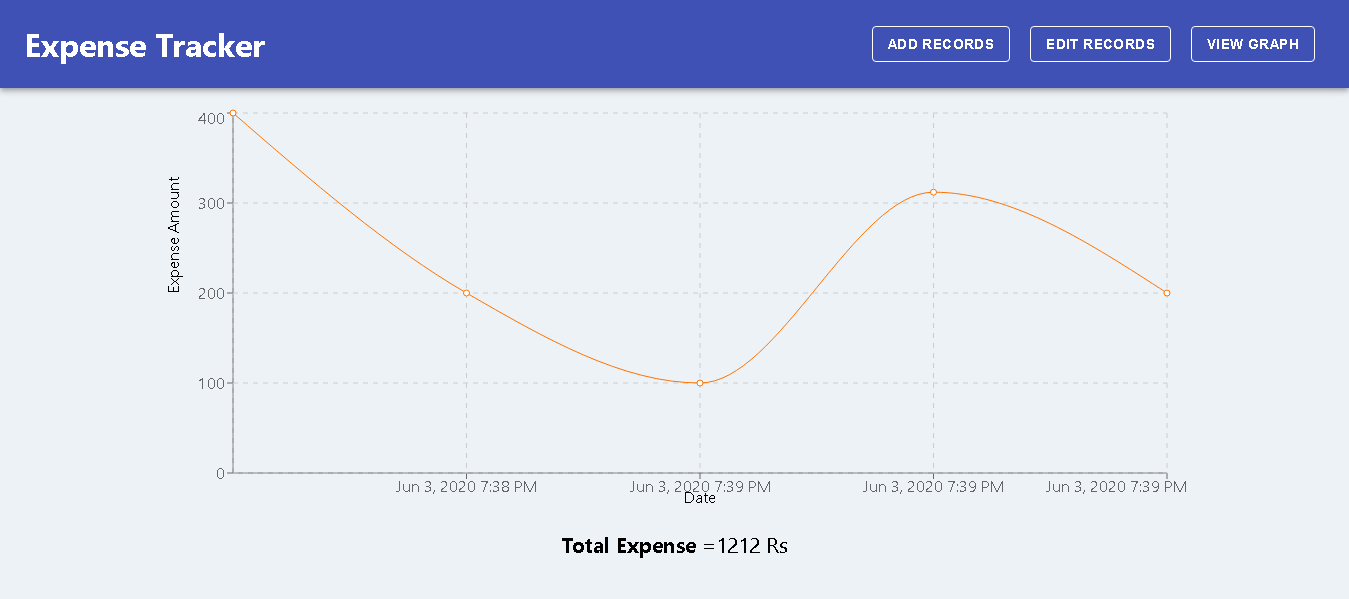 Expense Tracker
ADD RECORDS
EDIT RECORDS
VIEW GRAPH
400
300
200
100
0
Expense Amount
Jun 3, 2020 7:38 PM
Jun 3, 2020 7:39 PM
Jun 3, 2020 7:39 PM
Jun 3, 2020 7:39 PM
Date
Total Expense =1212 Rs